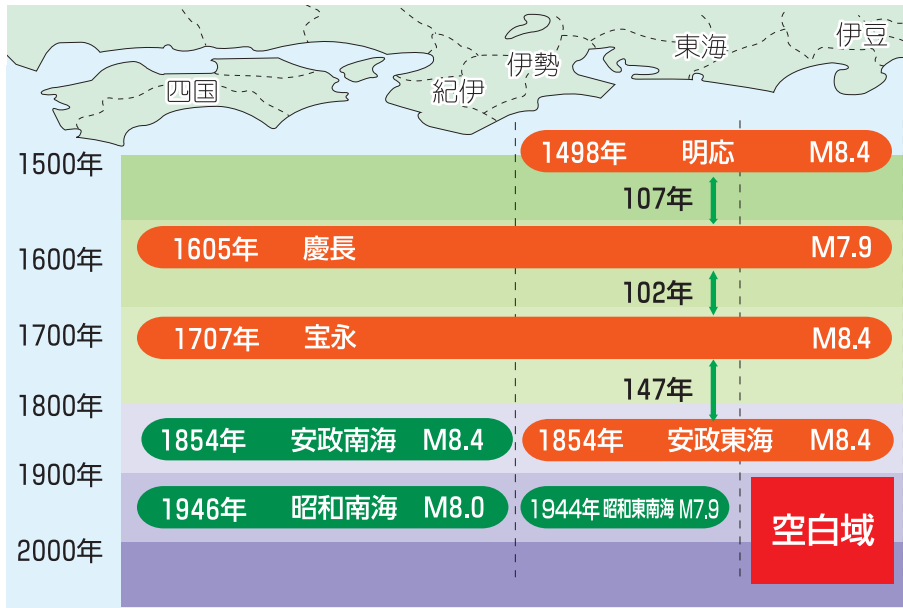 伊豆
東海
伊勢
紀伊
四国
1500年
1498年 明応 M8.4
107年
1600年
1605年 慶長 M7.9
102年
1700年
1707年 宝永 M8.4
147年
1800年
1854年 安政南海 M8.4
1854年 安政東海 M8.4
1900年
1946年 昭和南海 M8.0
1944年 昭和東南海 M7.9
空白域
2000年